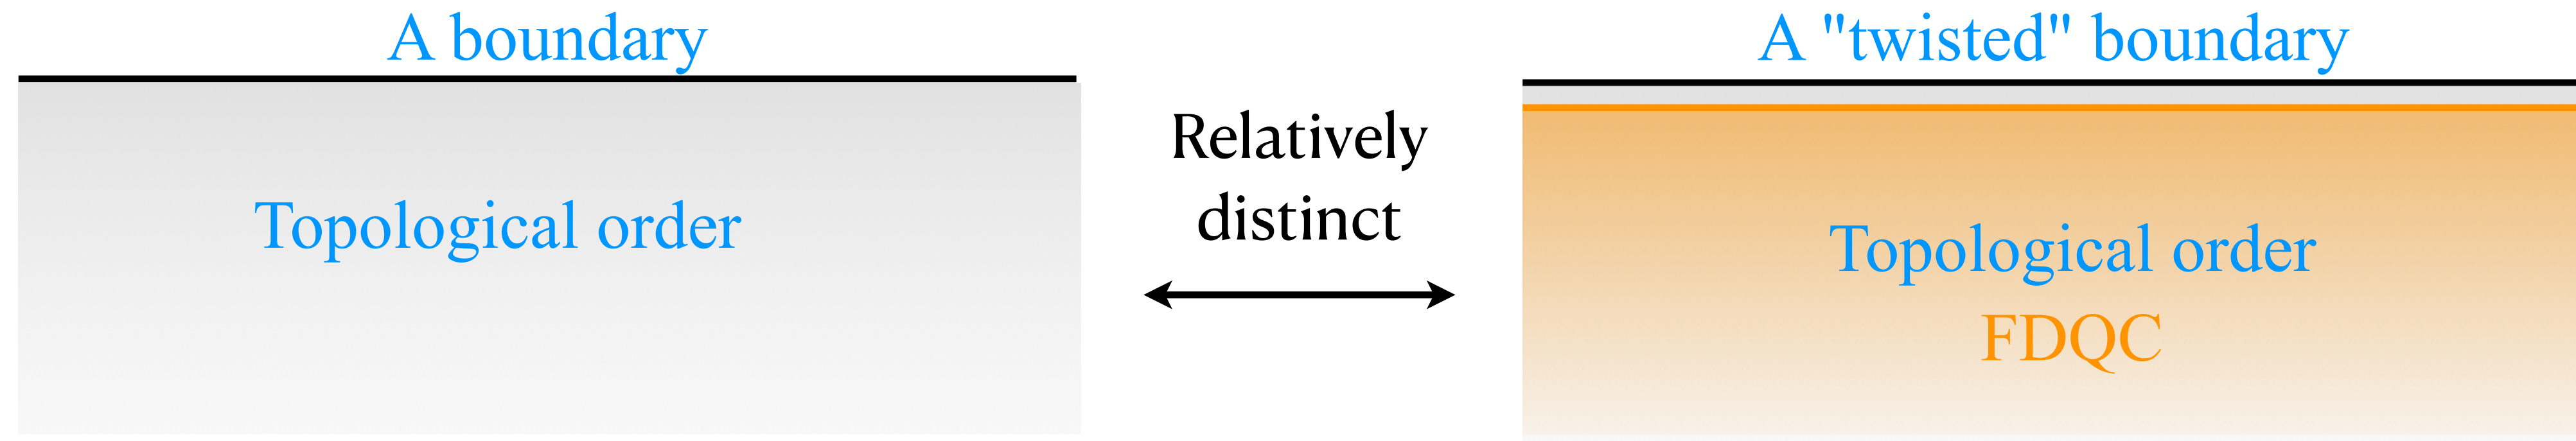 A boundary
Topological order
Relatively
distinct
A "twisted" boundary
Topological order
FDQC